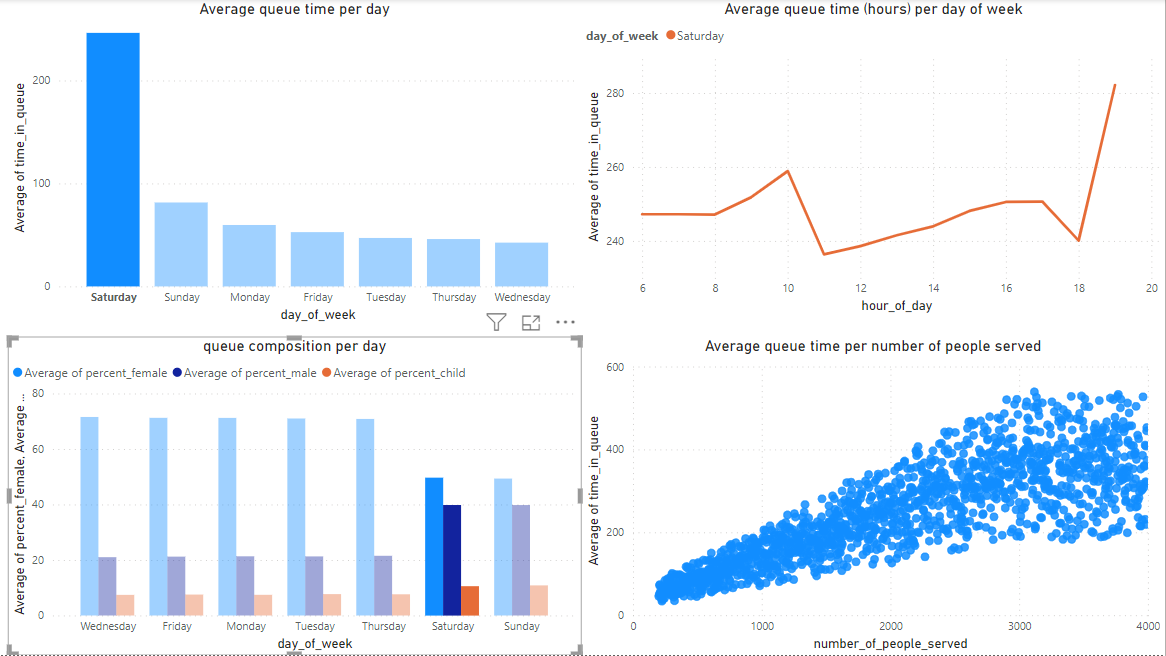 Average queue time per day
Average of time_in_queue
200
100
0
Saturday Sunday Monday Friday Tuesday Thursday Wednesday
day_of_week
Average queue time (hours) per day of week
day_of_week Saturday
Average of time_in_queue
280
260
240
6 8 10 12 14 16 18 20
hour_of_day
queue composition per day
Average of percent_female Average of percent_male Average of percent_child
Average of percent_female, Average ...
80
60
40
20
0
Wednesday Friday Monday Tuesday Thursday Saturday Sunday
day_of_week
Average queue time per number of people served
Average of time_in_queue
600
400
200
0
0 1000 2000 3000 4000
number_of_people_served